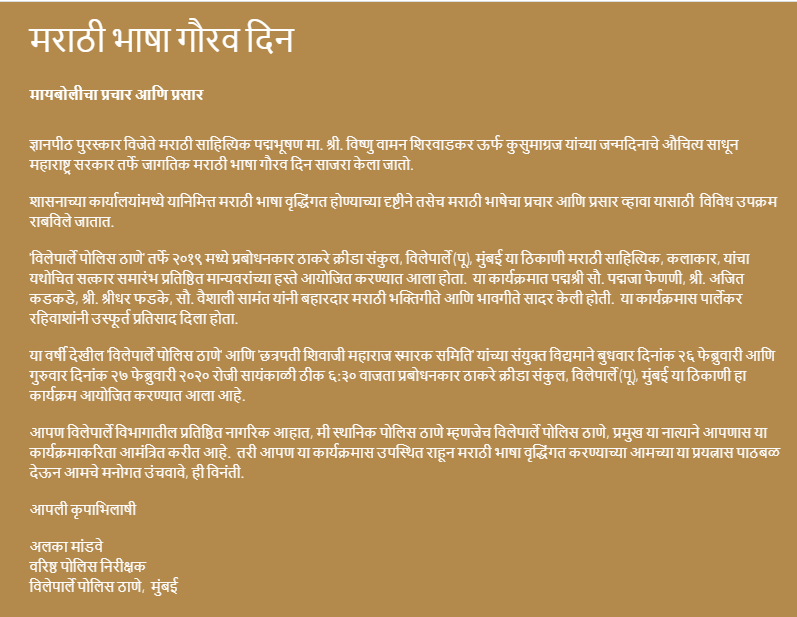 मराठी भाषा गौरव दिन
मायबोलीचा प्रचार आणि प्रसार
ज्ञानपीठ पुरस्कार विजेते मराठी साहित्यिक पद्मभूषण मा. श्री. विष्णु वामन शिरवाडकर ऊर्फ कुसुमाग्रज यांच्या जन्मदिनाचे औचित्य साधून
महाराष्ट्र सरकार तर्फे जागतिक मराठी भाषा गौरव दिन साजरा केला जातो.
शासनाच्या कार्यालयांमध्ये यानिमित्त मराठी भाषा वृद्धिंगत होण्याच्या दृष्टीने तसेच मराठी भाषेचा प्रचार आणि प्रसार व्हावा यासाठी  विविध उपक्रम
राबविले जातात.
'विलेपार्ले पोलिस ठाणे' तर्फे २०१९ मध्ये प्रबोधनकार ठाकरे क्रीडा संकुल, विलेपार्ले (पू), मुंबई या ठिकाणी मराठी साहित्यिक, कलाकार, यांचा
यथोचित सत्कार समारंभ प्रतिष्ठित मान्यवरांच्या हस्ते आयोजित करण्यात आला होता.  या कार्यक्रमात पद्मश्री सौ. पद्मजा फेणणी, श्री. अजित
कडकडे, श्री. श्रीधर फडके, सौ. वैशाली सामंत यांनी बहारदार मराठी भक्तिगीते आणि भावगीते सादर केली होती.  या कार्यक्रमास पार्लेकर
रहिवाशांनी उस्फूर्त प्रतिसाद दिला होता.
या वर्षी देखील 'विलेपार्ले पोलिस ठाणे' आणि 'छत्रपती शिवाजी महाराज स्मारक समिति' यांच्या संयुक्त विद्यमाने बुधवार दिनांक २६ फेब्रुवारी आणि
गुरुवार दिनांक २७ फेब्रुवारी २०२० रोजी सायंकाळी ठीक ६:३० वाजता प्रबोधनकार ठाकरे क्रीडा संकुल, विलेपार्ले (पू), मुंबई या ठिकाणी हा
कार्यक्रम आयोजित करण्यात आला आहे.
आपण विलेपार्ले विभागातील प्रतिष्ठित नागरिक आहात, मी स्थानिक पोलिस ठाणे म्हणजेच विलेपार्ले पोलिस ठाणे, प्रमुख या नात्याने आपणास या
कार्यक्रमाकरिता आमंत्रित करीत आहे.  तरी आपण या कार्यक्रमास उपस्थित राहून मराठी भाषा वृद्धिंगत करण्याच्या आमच्या या प्रयत्नास पाठबळ
देऊन आमचे मनोगत उंचवावे, ही विनंती.
आपली कृपाभिलाषी
अलका मांडवे
वरिष्ठ पोलिस निरीक्षक
विलेपार्ले पोलिस ठाणे,  मुंबई